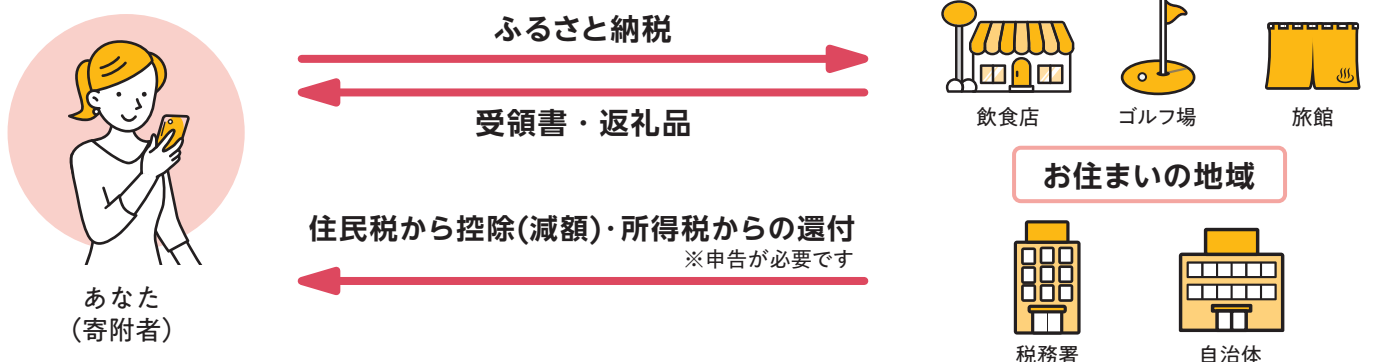 ふるさと納税
受領書・返礼品
飲食店
ゴルフ場
旅館
お住まいの地域
住民税から控除(減額)・所得税からの還付
※申告が必要です
あなた
（寄附者）
税務署
自治体